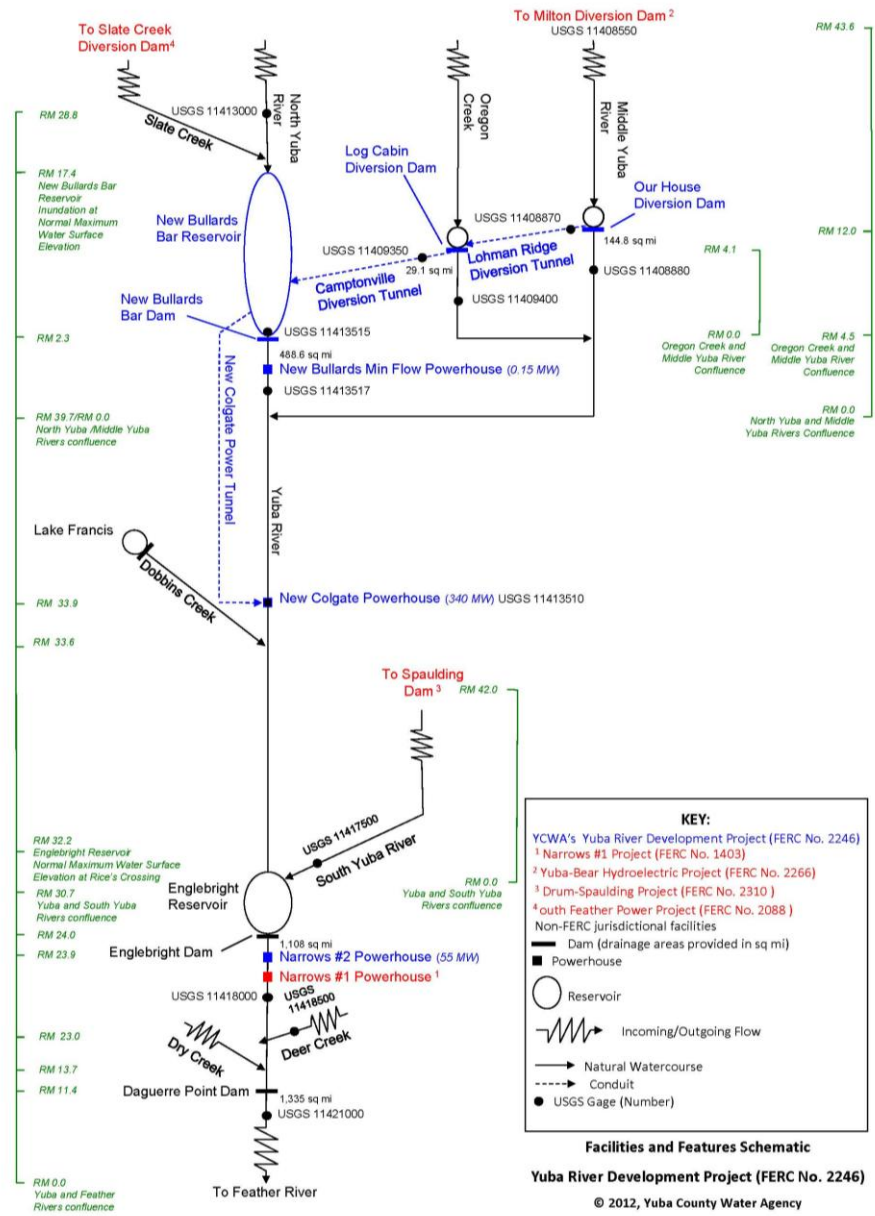 To Slate Creek
Diversion Dam4
To Milton Diversion Dam 2
USGS 11408550
RM 43.6
RM 28.8
USGS 11413000
North Yuba
River
Slate Creek
Oregon
Creek
Middle Yuba
River
RM 17.4
New Bullards Bar
Reservoir
Inundation at
Normal Maximum
Water Surface
Elevation
Log Cabin
Diversion Dam
Our House
Diversion Dam
New Bullards
Bar Reservoir
USGS 11408870
144.8 sq mi
RM 12.0
USGS 11409350
29.1 sq mi
Lohman Ridge
Diversion Tunnel
RM 4.1
Camptonville
Diversion Tunnel
USGS 11408880
USGS 11409400
New Bullards
Bar Dam
USGS 11413515
RM 2.3
488.6 sq mi
RM 0.0
Oregon Creek and
Middle Yuba River
Confluence
RM 4.5
Oregon Creek and
Middle Yuba River
Confluence
New Bullards Min Flow Powerhouse (0.15 MW)
USGS 11413517
New Colgate Power Tunnel
RM 39.7/RM 0.0
North Yuba /Middle Yuba
Rivers confluence
RM 0.0
North Yuba and Middle
Yuba Rivers Confluence
Yuba River
Lake Francis
Dobbins Creek
RM 33.9
New Colgate Powerhouse (340 MW) USGS 11413510
RM 33.6
To Spaulding
Dam 3
RM 42.0
USGS 11417500
South Yuba River
RM 32.2
Englebright Reservoir
Normal Maximum Water Surface
Elevation at Rice's Crossing
RM 30.7
Yuba and South Yuba
Rivers confluence
Englebright
Reservoir
RM 0.0
Yuba and South Yuba
Rivers confluence
RM 24.0
Englebright Dam
1,108 sq mi
RM 23.9
Narrows #2 Powerhouse (55 MW)
Narrows #1 Powerhouse 1
USGS 11418000
USGS
11418500
RM 23.0
Dry Creek
Deer Creek
RM 13.7
RM 11.4
Daguerre Point Dam
1,335 sq mi
USGS 11421000
RM 0.0
Yuba and Feather
Rivers confluence
To Feather River
KEY:
YCWA's Yuba River Development Project (FERC No. 2246)
1 Narrows #1 Project (FERC No. 1403)
2 Yuba-Bear Hydroelectric Project (FERC No. 2266)
3 Drum-Spaulding Project (FERC No. 2310 )
4 outh Feather Power Project (FERC No. 2088 )
Non-FERC jurisdictional facilities
Dam (drainage areas provided in sq mi)
Powerhouse
Reservoir
Incoming/Outgoing Flow
Natural Watercourse
Conduit
USGS Gage (Number)
Facilities and Features Schematic
Yuba River Development Project (FERC No. 2246)
© 2012, Yuba County Water Agency